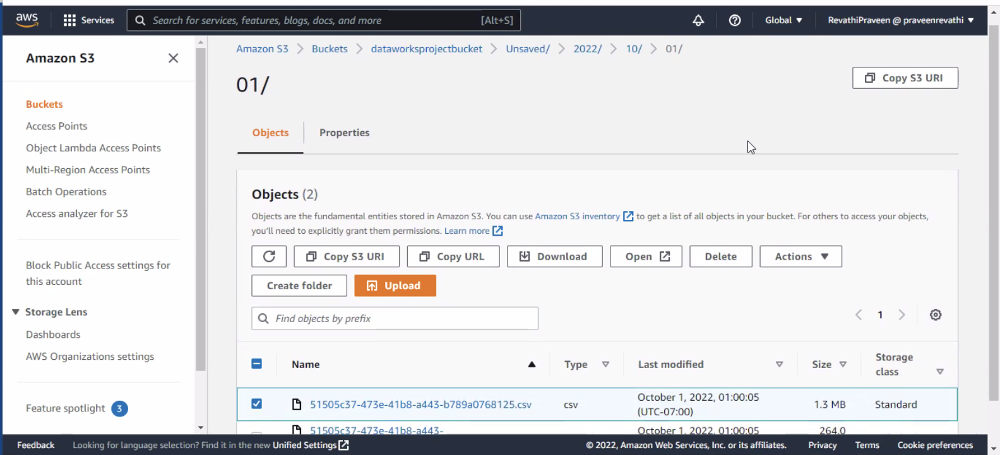 aws
Services
Search for services, features, blogs, docs, and more [Alt+S]
Global ▼
RevathiPraveen @ praveenrevathi ▼
Amazon S3
Buckets
Access Points
Object Lambda Access Points
Multi-Region Access Points
Batch Operations
Access analyzer for S3
Block Public Access settings for
this account
▼ Storage Lens
Dashboards
AWS Organizations settings
Feature spotlight 3
Amazon S3 > Buckets > dataworksprojectbucket > Unsaved/ > 2022/ > 10/ > 01/
01/
Copy S3 URI
Objects
Properties
Objects (2)
Objects are the fundamental entities stored in Amazon S3. You can use Amazon S3 inventory to get a list of all objects in your bucket. For others to access your objects,
you'll need to explicitly grant them permissions. Learn more
Copy S3 URI
Copy URL
Download
Open
Delete
Actions ▼
Create folder
Upload
Find objects by prefix
1
Name
Type
Last modified
Size
Storage
class
51505c37-473e-41b8-a443-b789a0768125.csv
csv
October 1, 2022, 01:00:05
(UTC-07:00)
1.3 MB
Standard
51505c37-473e-41b8-a443-
October 1, 2022, 01:00:05
264.0
Feedback
Looking for language selection? Find it in the new Unified Settings
© 2022, Amazon Web Services, Inc. or its affiliates.
Privacy
Terms
Cookie preferences